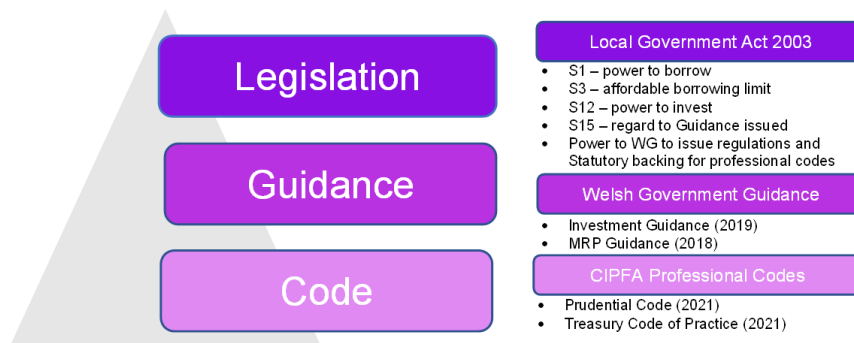 Legislation
Guidance
Code
Local Government Act 2003
• S1 – power to borrow
• S3 – affordable borrowing limit
• S12 – power to invest
• S15 – regard to Guidance issued
• Power to WG to issue regulations and
Statutory backing for professional codes
Welsh Government Guidance
• Investment Guidance (2019)
• MRP Guidance (2018)
CIPFA Professional Codes
• Prudential Code (2021)
• Treasury Code of Practice (2021)